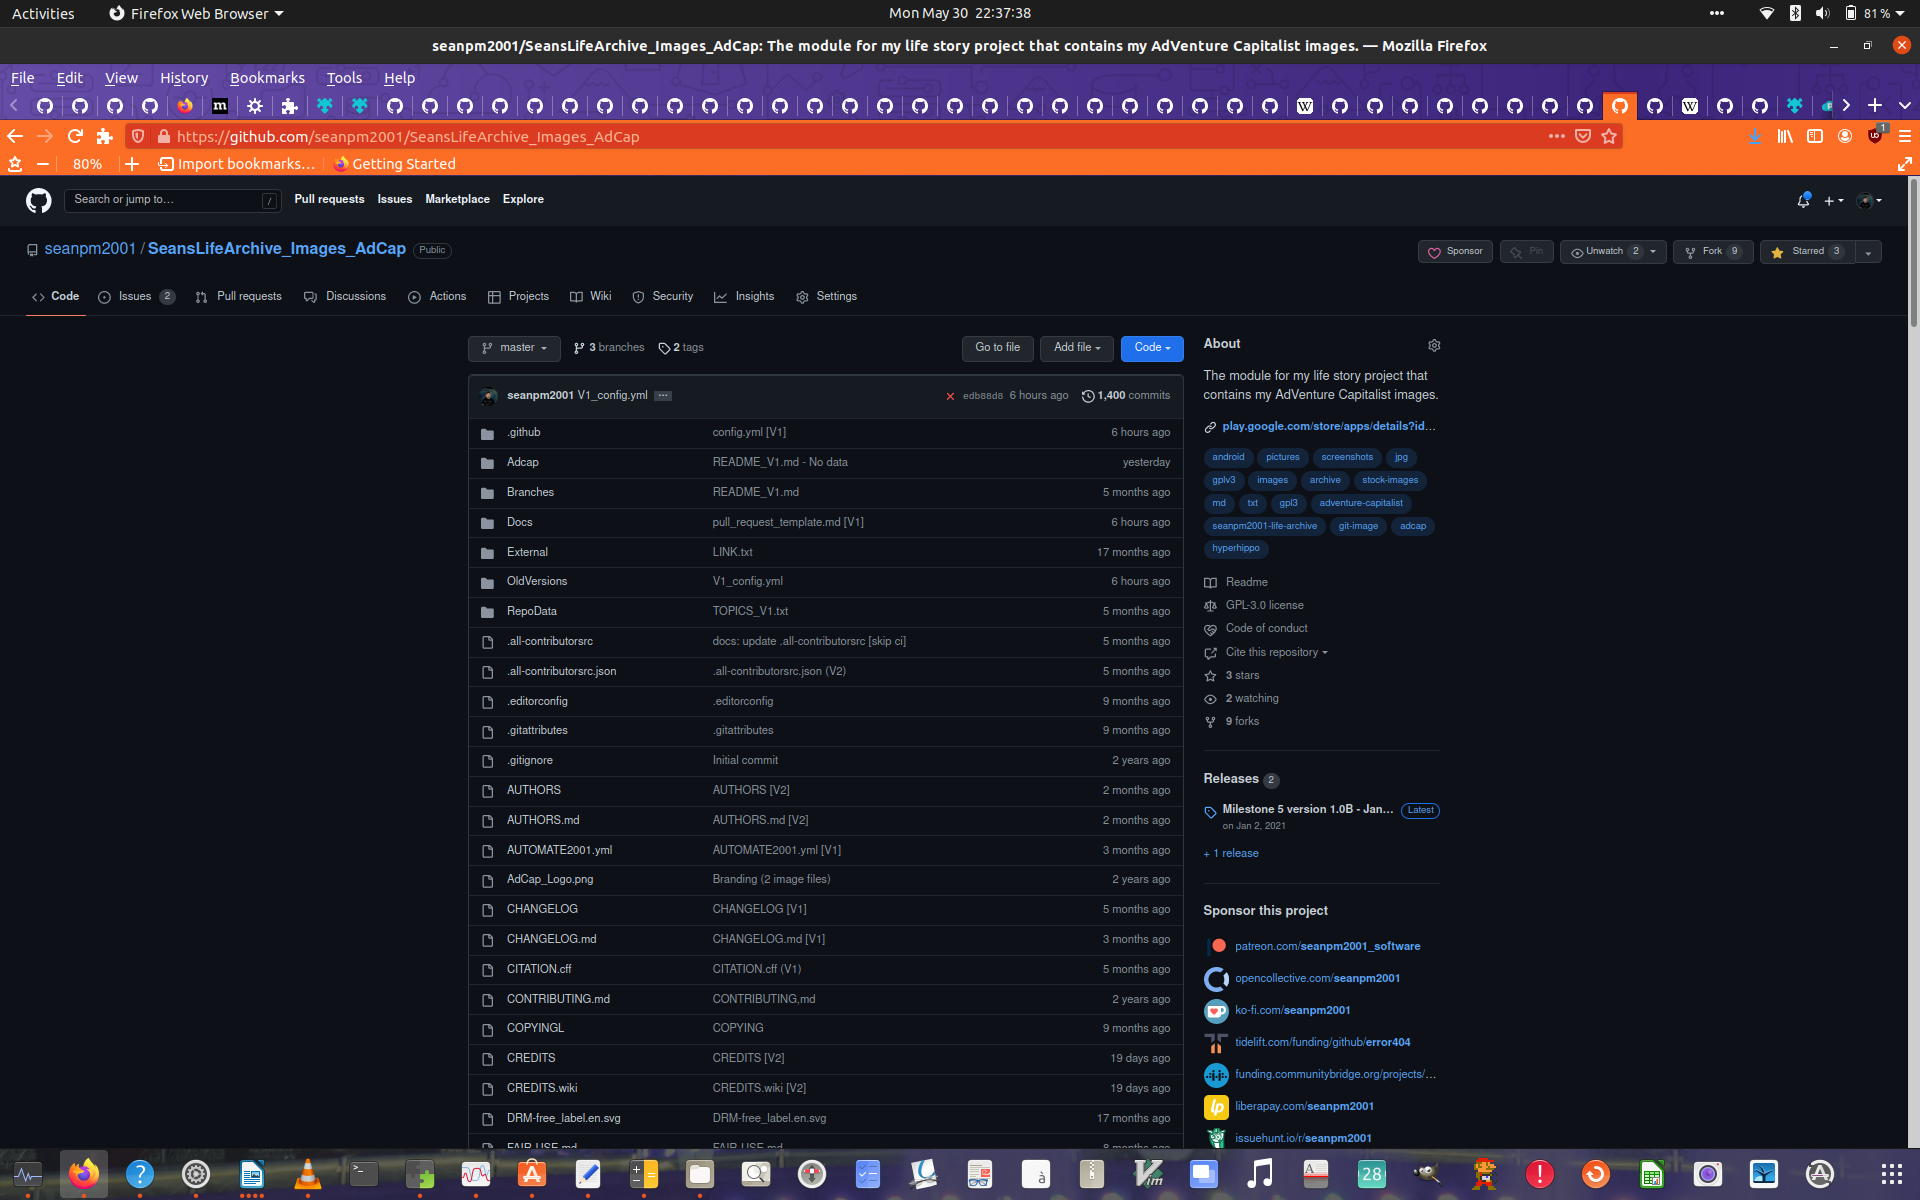 Activities Firefox Web Browser Mon May 30 22:37:38 81 %
seanpm2001/SeansLifeArchive_Images_AdCap: The module for my life story project that contains my AdVenture Capitalist images. — Mozilla Firefox
File Edit View History Bookmarks Tools Help
https://github.com/seanpm2001/SeansLifeArchive_Images_AdCap 1
80% Import bookmarks... Getting Started
Search or jump to... / Pull requests Issues Marketplace Explore
seanpm2001 / SeansLifeArchive_Images_AdCap Public Sponsor Pin Unwatch 2 Fork 9 Starred 3
Code Issues 2 Pull requests Discussions Actions Projects Wiki Security Insights Settings
master 3 branches 2 tags Go to file Add file Code
seanpm2001 V1_config.yml ... edb88d8 6 hours ago 1,400 commits
.github config.yml [V1] 6 hours ago
Adcap README_V1.md - No data yesterday
Branches README_V1.md 5 months ago
Docs pull_request_template.md [V1] 6 hours ago
External LINK.txt 17 months ago
OldVersions V1_config.yml 6 hours ago
RepoData TOPICS_V1.txt 5 months ago
.all-contributorsrc docs: update .all-contributorsrc [skip ci] 5 months ago
.all-contributorsrc.json .all-contributorsrc.json (V2) 5 months ago
.editorconfig .editorconfig 9 months ago
.gitattributes .gitattributes 9 months ago
.gitignore Initial commit 2 years ago
AUTHORS AUTHORS [V2] 2 months ago
AUTHORS.md AUTHORS.md [V2] 2 months ago
AUTOMATE2001.yml AUTOMATE2001.yml [V1] 3 months ago
AdCap_Logo.png Branding (2 image files) 2 years ago
CHANGELOG CHANGELOG [V1] 5 months ago
CHANGELOG.md CHANGELOG.md [V1] 3 months ago
CITATION.cff CITATION.cff (V1) 5 months ago
CONTRIBUTING.md CONTRIBUTING,md 2 years ago
COPYINGL COPYING 9 months ago
CREDITS CREDITS [V2] 19 days ago
CREDITS.wiki CREDITS.wiki [V2] 19 days ago
DRM-free_label.en.svg DRM-free_label.en.svg 17 months ago
FAIR-USE.md FAIR-USE.md 8 months ago
About
The module for my life story project that
contains my AdVenture Capitalist images.
play.google.com/store/apps/details?id...
android pictures screenshots jpg
gplv3 images archive stock-images
md txt gpl3 adventure-capitalist
seanpm2001-life-archive git-image adcap
hyperhippo
Readme
GPL-3.0 license
Code of conduct
Cite this repository
3 stars
2 watching
9 forks
Releases 2
Milestone 5 version 1.0B - Jan... Latest
on Jan 2, 2021
+ 1 release
Sponsor this project
patreon.com/seanpm2001_software
opencollective.com/seanpm2001
ko-fi.com/seanpm2001
tidelift.com/funding/github/error404
funding.communitybridge.org/projects/...
liberapay.com/seanpm2001
issuehunt.io/r/seanpm2001
28